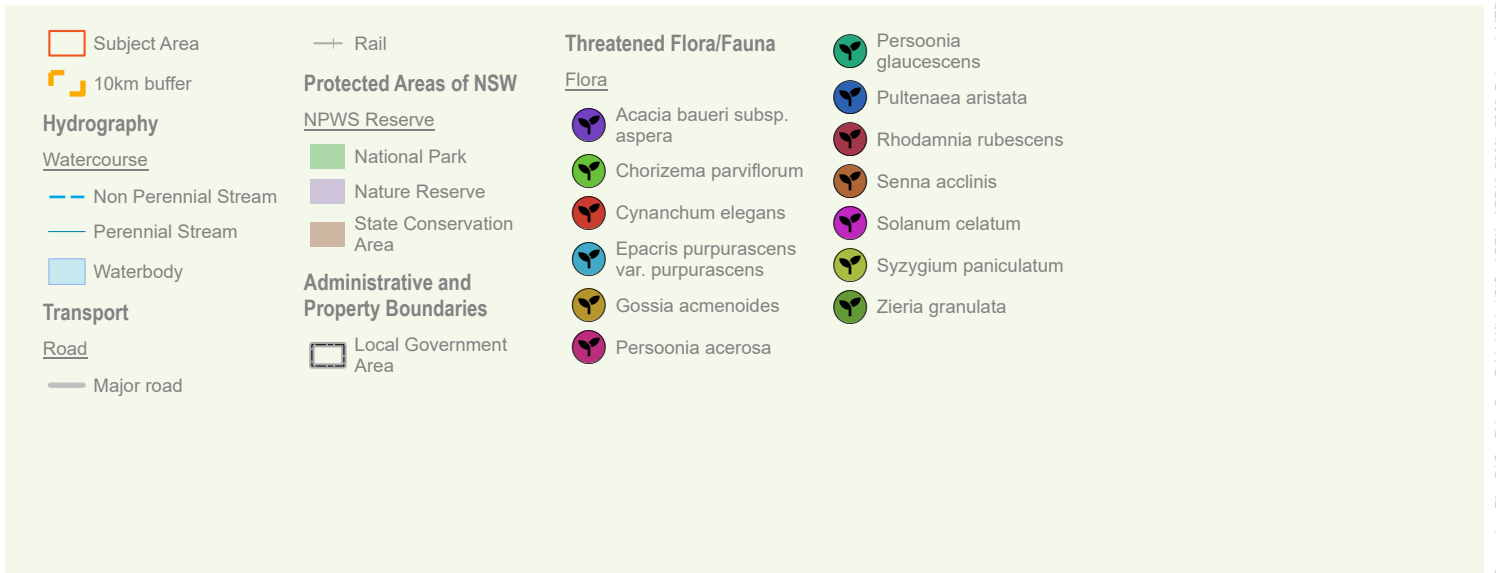 Subject Area
10km buffer
Hydrography
Watercourse
Non Perennial Stream
Perennial Stream
Waterbody
Transport
Road
Major road
Rail
Protected Areas of NSW
NPWS Reserve
National Park
Nature Reserve
State Conservation
Area
Administrative and
Property Boundaries
Local Government
Area
Threatened Flora/Fauna
Flora
Acacia baueri subsp.
aspera
Chorizema parviflorum
Cynanchum elegans
Epacris purpurascens
var. purpurascens
Gossia acmenoides
Persoonia acerosa
Persoonia
glaucescens
Pultenaea aristata
Rhodamnia rubescens
Senna acclinis
Solanum celatum
Syzygium paniculatum
Zieria granulata